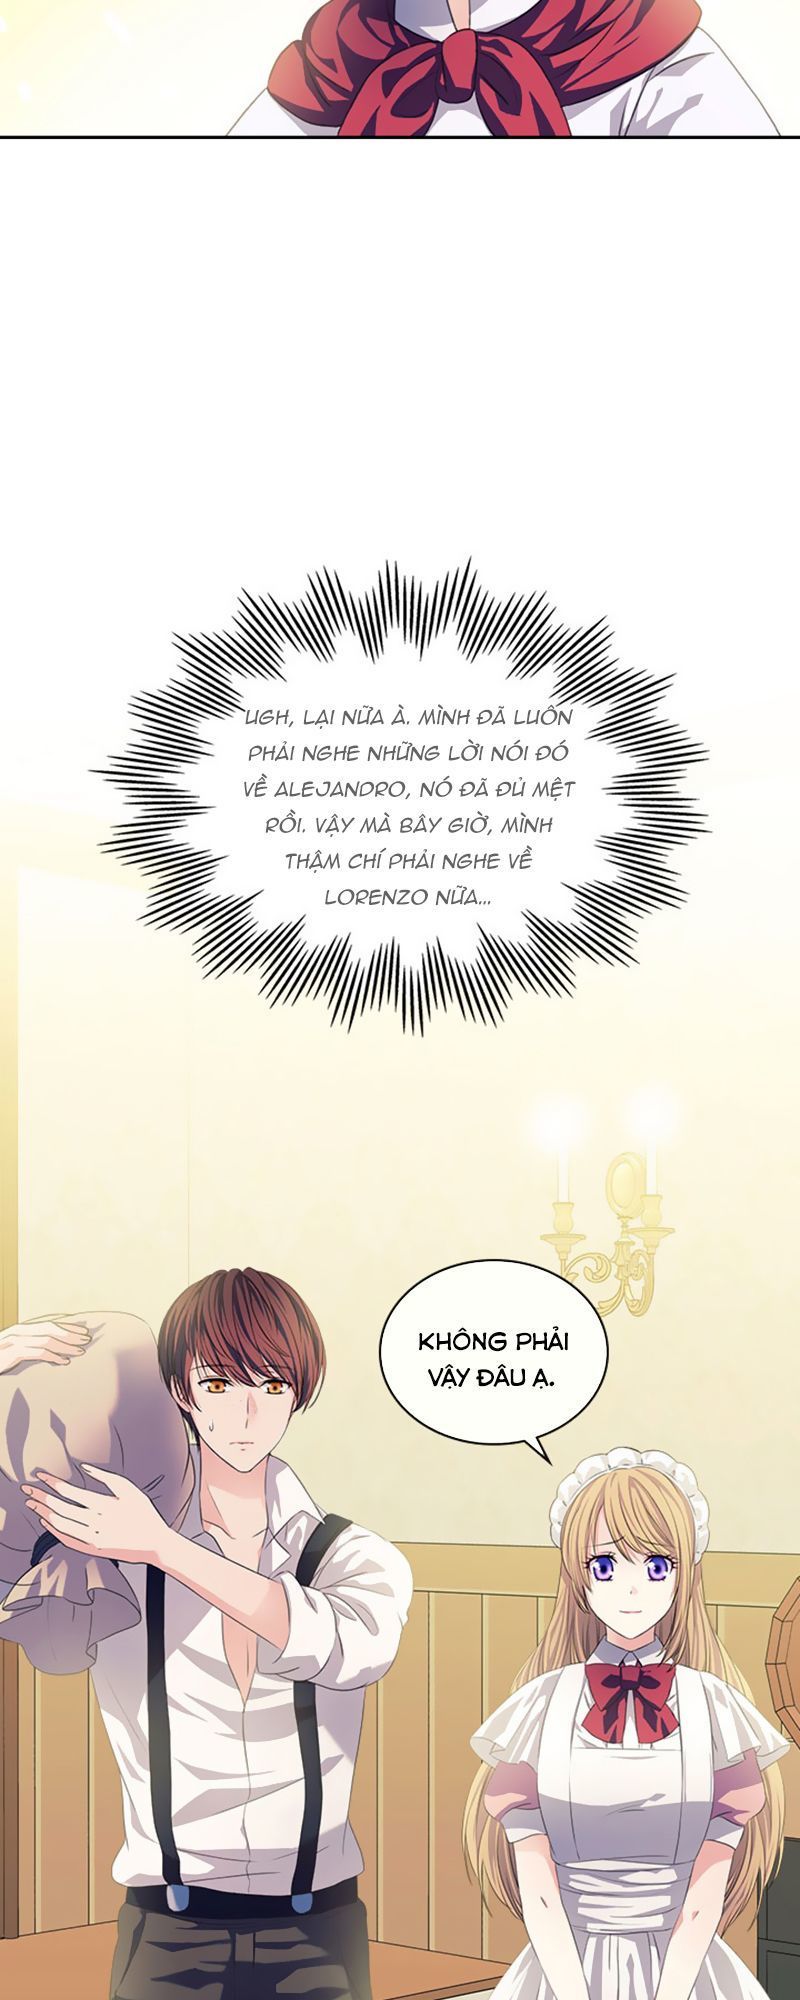 UGH, LẠI NỮA À. MÌNH ĐÃ LUÔN
PHẢI NGHE NHỮNG LỜI NÓI ĐÓ
VỀ ALEJANDRO, NÓ ĐÃ ĐỦ MỆT
RỒI. VẬY MÀ BÂY GIỜ, MÌNH
THẬM CHÍ PHẢI NGHE VỀ
LORENZO NỮA...
KHÔNG PHẢI
VẬY ĐÂU Ạ.